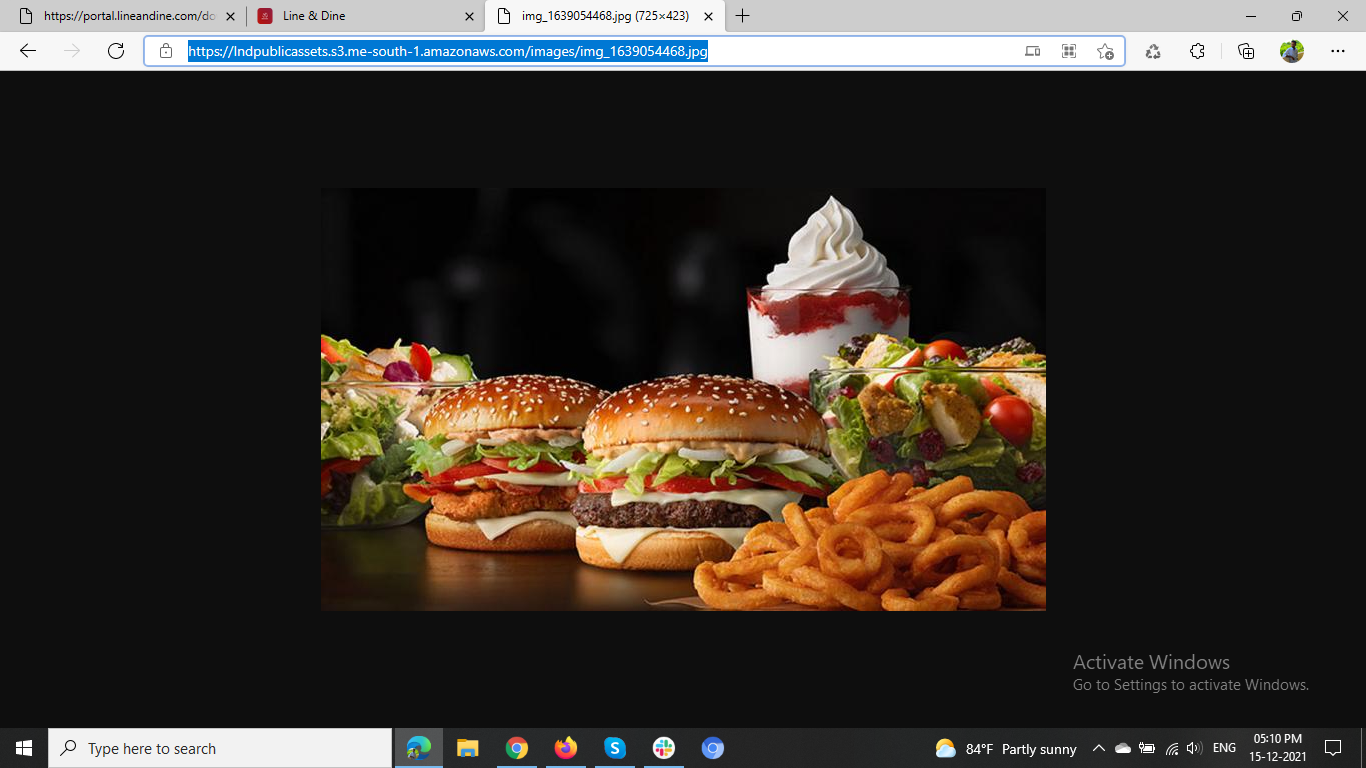 https://portal.lineandine.com/do
Line & Dine
img_1639054468.jpg (725×423)
https://lndpublicassets.s3.me-south-1.amazonaws.com/images/img_1639054468.jpg
Activate Windows
Go to Settings to activate Windows.
Type here to search
84°F Partly sunny
ENG
05:10 PM
15-12-2021